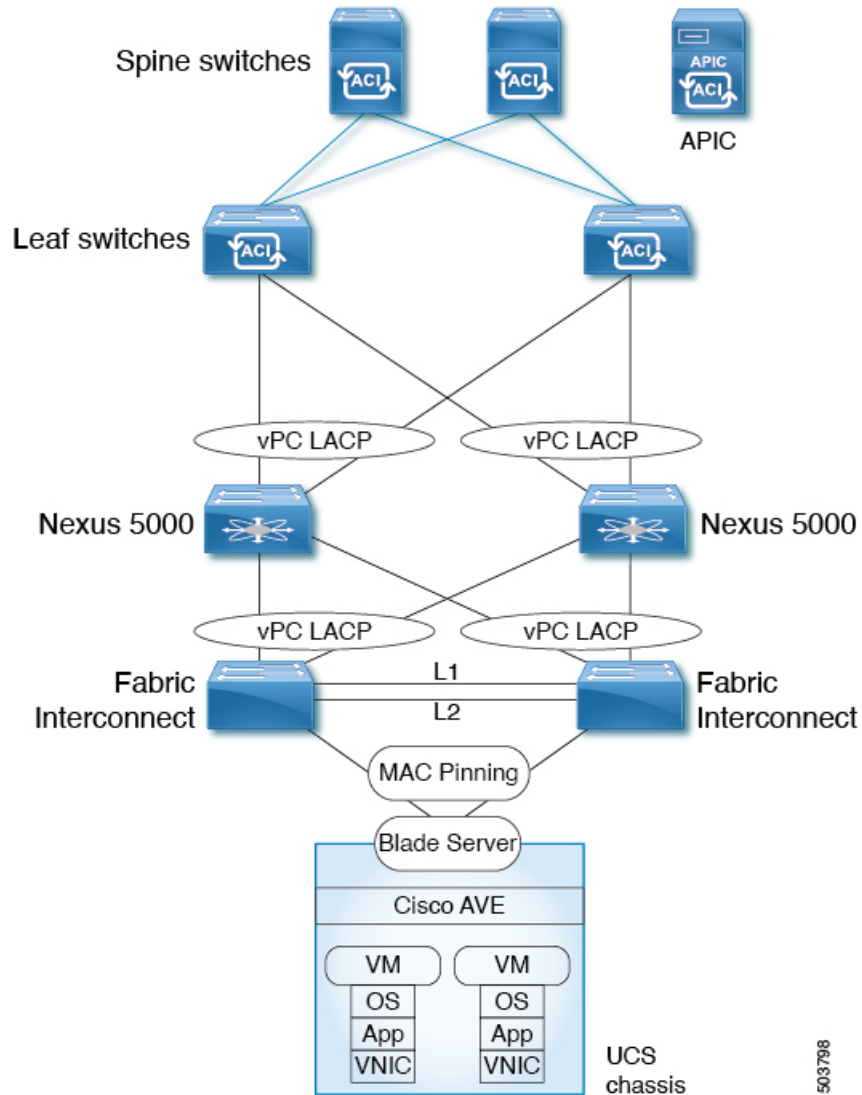 Spine switches
ACI
ACI
APIC
ACI
APIC
Leaf switches
ACI
ACI
vPC LACP
vPC LACP
Nexus 5000
Nexus 5000
vPC LACP
vPC LACP
Fabric
Interconnect
L1
L2
Fabric
Interconnect
MAC Pinning
Blade Server
Cisco AVE
VM
VM
OS
OS
App
App
VNIC
VNIC
UCS
chassis
503798